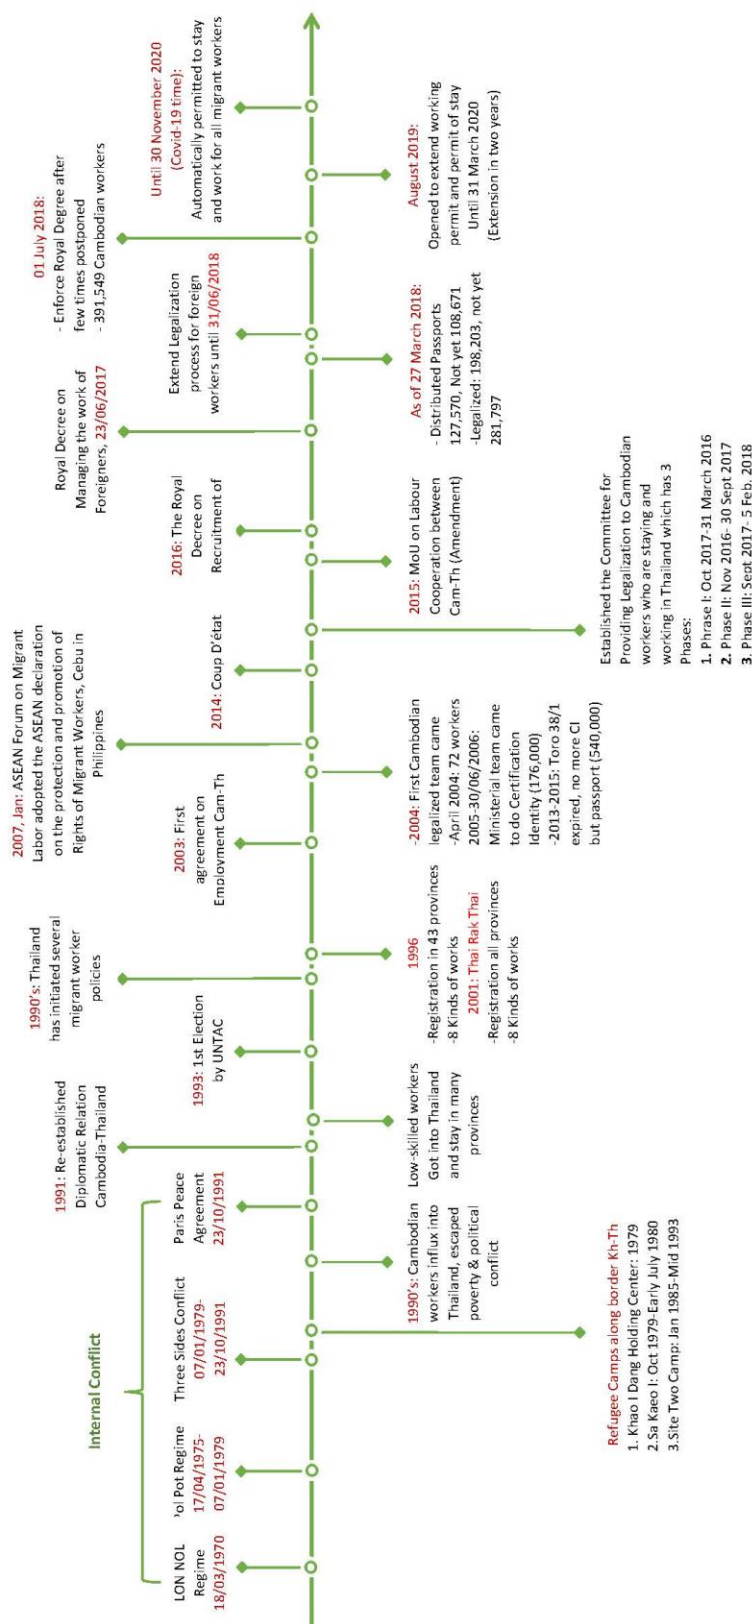 Internal Conflict
LON NOL
Regime
18/03/1970
Pol Pot Regime
17/04/1975-
07/01/1979
Three Sides Conflict
07/01/1979-
23/10/1991
Paris Peace
Agreement
23/10/1991
1991: Re-established
Diplomatic Relation
Cambodia-Thailand
1993: 1st Election
by UNTAC
1990's: Thailand
has initiated several
migrant worker
policies
2003: First
agreement on
Employment Cam-Th
2007, Jan: ASEAN Forum on Migrant
Labor adopted the ASEAN declaration
on the protection and promotion of
Rights of Migrant Workers, Cebu in
Philippines
2014: Coup D'état
2016: The Royal
Decree on
Recruitment of
Royal Decree on
Managing the work of
Foreigners, 23/06/2017
Extend Legalization
process for foreign
workers until 31/06/2018
01 July 2018:
- Enforce Royal Degree after
few times postponed
- 391,549 Cambodian workers
Until 30 November 2020
(Covid-19 time):
Automatically permitted to stay
and work for all migrant workers
Refugee Camps along border Kh-Th
1. Khao I Dang Holding Center: 1979
2.Sa Kaeo I: Oct 1979-Early July 1980
3.Site Two Camp: Jan 1985-Mid 1993
1990's: Cambodian
workers influx into
Thailand, escaped
poverty & political
conflict
Low-skilled workers
Got into Thailand
and stay in many
provinces
1996
-Registration in 43 provinces
-8 Kinds of works
2001: Thai Rak Thai
-Registration all provinces
-8 Kinds of works
-2004: First Cambodian
legalized team came
-April 2004: 72 workers
2005-30/06/2006:
Ministerial team came
to do Certification
Identity (176,000)
-2013-2015: Toro 38/1
expired, no more CI
but passport (540,000)
Established the Committee for
Providing Legalization to Cambodian
workers who are staying and
working in Thailand which has 3
Phases:
1. Phrase I: Oct 2017-31 March 2016
2. Phase II: Nov 2016- 30 Sept 2017
3. Phase III: Sept 2017- 5 Feb. 2018
2015: MoU on Labour
Cooperation between
Cam-Th (Amendment)
As of 27 March 2018:
- Distributed Passports
127,570, Not yet 108,671
-Legalized: 198,203, not yet
281,797
August 2019:
Opened to extend working
permit and permit of stay
Until 31 March 2020
(Extension in two years)